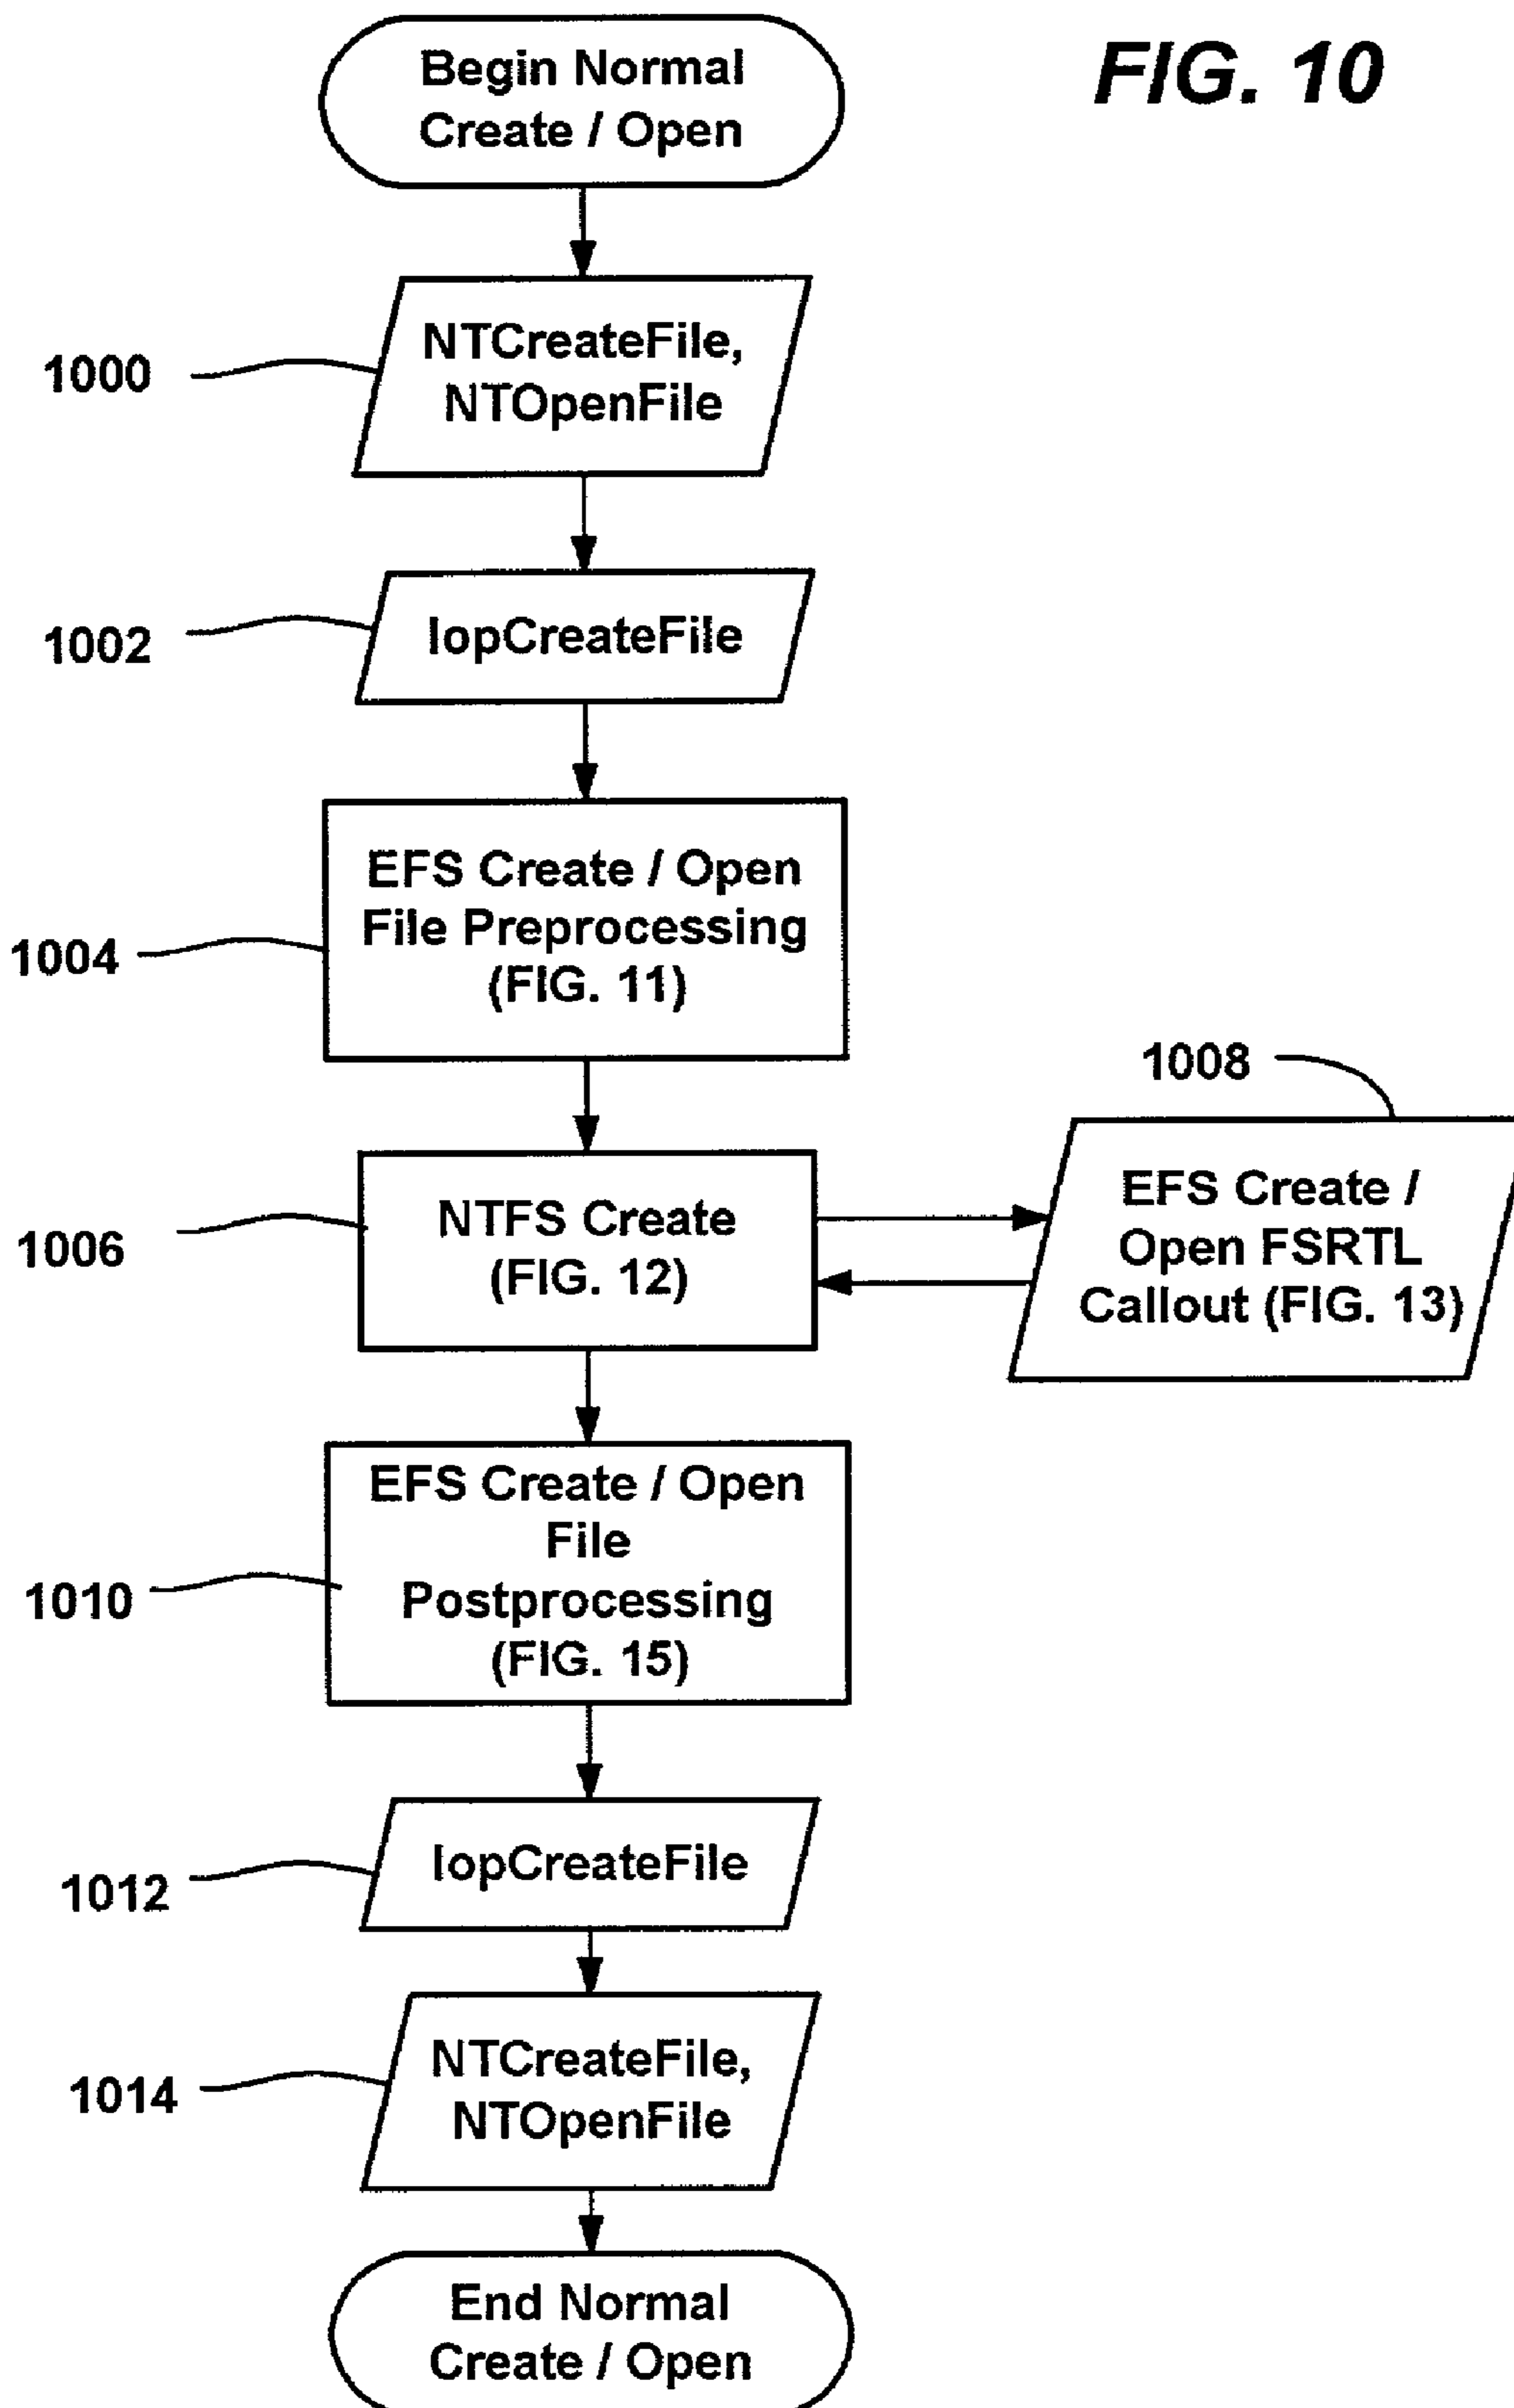 FIG. 10
Begin Normal
Create / Open
1000
NTCreateFile,
NTOpenFile
1002
IopCreateFile
1004
EFS Create / Open
File Preprocessing
(FIG. 11)
1006
NTFS Create
(FIG. 12)
1008
EFS Create /
Open FSRTL
Callout (FIG. 13)
1010
EFS Create / Open
File
Postprocessing
(FIG. 15)
1012
IopCreateFile
1014
NTCreateFile,
NTOpenFile
End Normal
Create / Open